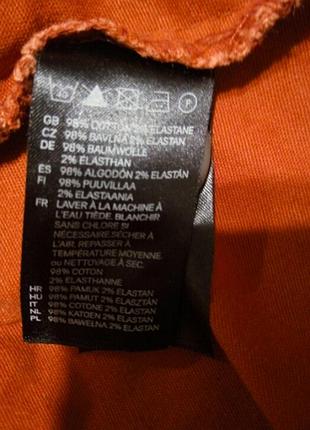 GB 98% COTTON 2% ELASTANE
CZ 98% BAVLNA 2% ELASTAN
DE 98% BAUMWOLLE
2% ELASTHAN
ES 98% ALGODÓN 2% ELASTÁN
FI 98% PUUVILLAA
2% ELASTAANIA
FR LAVER À LA MACHINE À
L'EAU TIÈDE. BLANCHIR
SANS CHLORE SI
NÉCESSAIRE.SÉCHER À
L'AIR. REPASSER À
TEMPÉRATURE MOYENNE.
ou NETTOYAGE À SEC.
98% COTON
2% ELASTHANNE
HR 98% PAMUK 2% ELASTAN
HU 98% PAMUT 2% ELASZTÁN
IT 98% COTONE 2% ELASTAN
NL 98% KATOEN 2% ELASTAN
PL 98% BAWEŁNA 2% ELASTAN